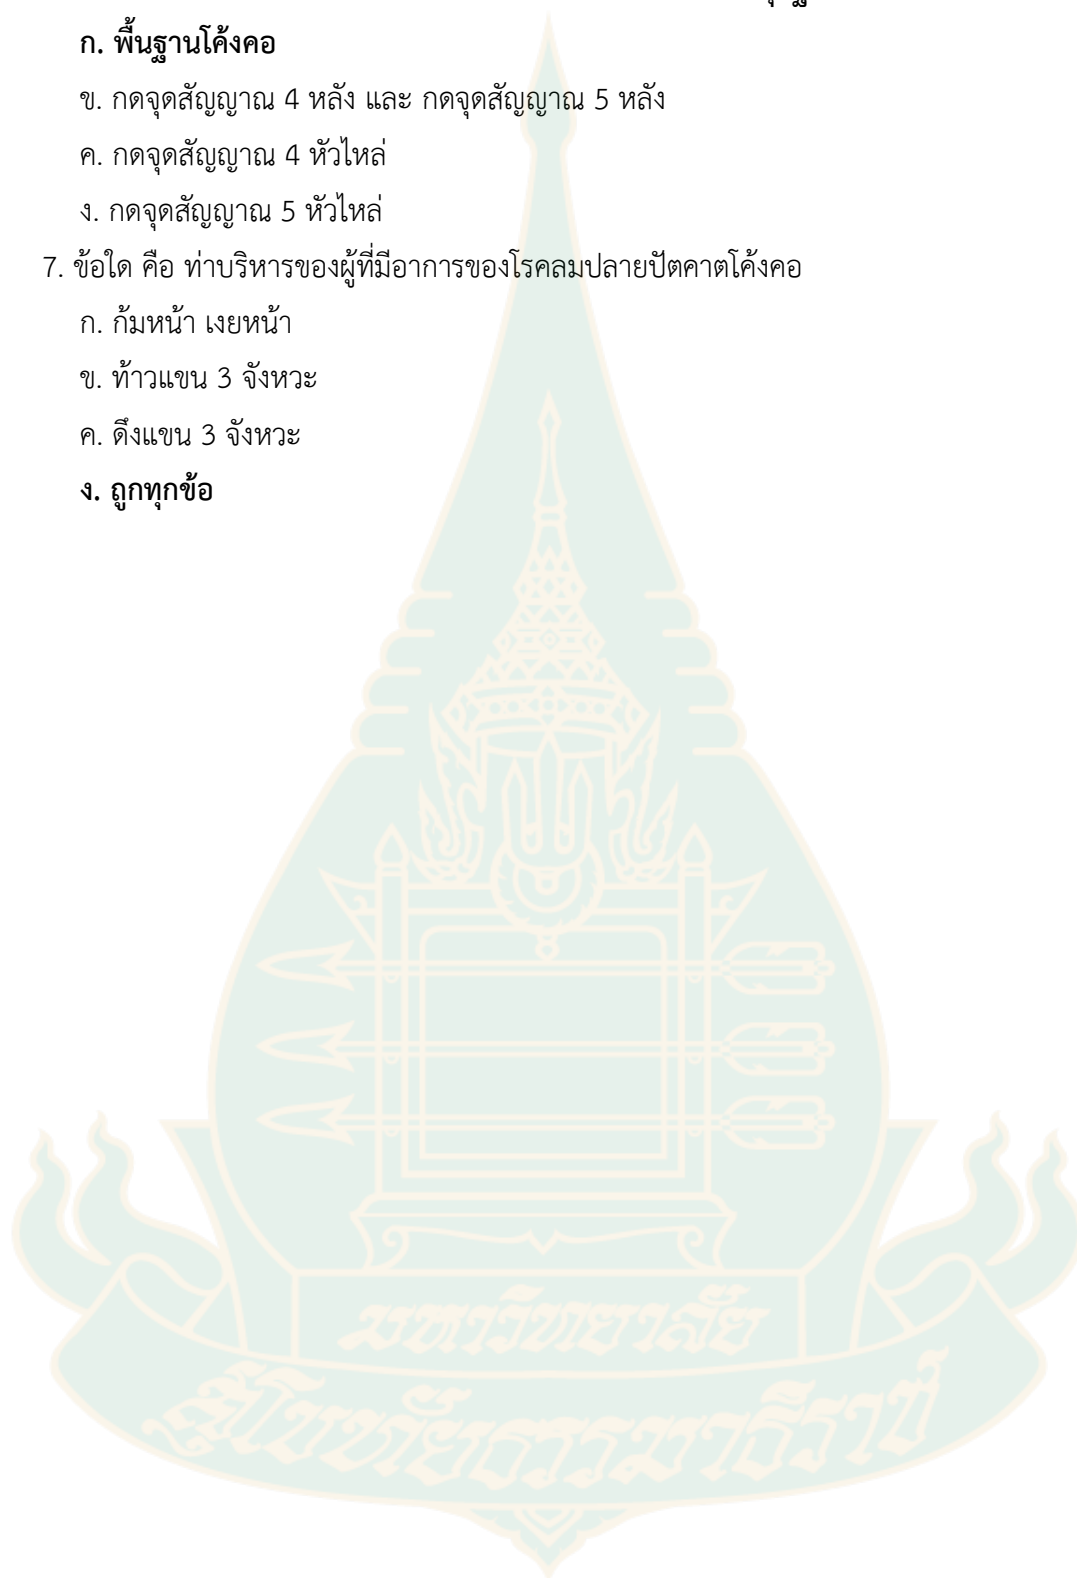 ก. พื้นฐานโค้งคอ
ข. กดจุดสัญญาณ 4 หลัง และ กดจุดสัญญาณ 5 หลัง
ค. กดจุดสัญญาณ 4 หัวไหล่
ง. กดจุดสัญญาณ 5 หัวไหล่
7. ข้อใด คือ ท่าบริหารของผู้ที่มีอาการของโรคลมปลายปัตคาตโค้งคอ
ก. ก้มหน้า เงยหน้า
ข. ท้าวแขน 3 จังหวะ
ค. ดึงแขน 3 จังหวะ
ง. ถูกทุกข้อ
มหาวิทยาลัย
สุโขทัยธรรมาธิราช